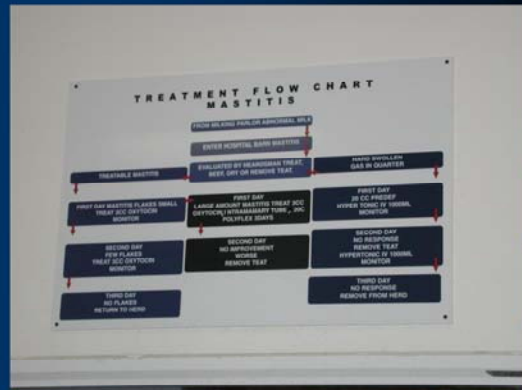 TREATMENT FLOW CHART
MASTITIS
FROM MILKING PARLOR ABNORMAL MILK
ENTER HOSPITAL BARN MASTITIS
EVALUATED BY HEARDSMAN TREAT,
BEEF, DRY OR REMOVE TEAT.
TREATABLE MASTITIS
HARD SWOLLEN
GAS IN QUARTER
FIRST DAY MASTITIS FLAKES SMALL
TREAT 3CC OXYTOCIN
MONITOR
FIRST DAY
LARGE AMOUNT MASTITIS TREAT 3CC
OXYTOCIN, INTRAMAMARY TUBE, 20C
POLYFLEX 3DAYS
FIRST DAY
20 CC PREDEF
HYPER TONIC IV 1000ML
MONITOR
SECOND DAY
FEW FLAKES
TREAT 3CC OXYTOCIN
MONITOR
SECOND DAY
NO IMPROVEMENT
WORSE
REMOVE TEAT
SECOND DAY
NO RESPONSE
REMOVE TEAT
HYPERTONIC IV 1000ML
MONITOR
THIRD DAY
NO FLAKES
RETURN TO HERD
THIRD DAY
NO RESPONSE
REMOVE FROM HERD